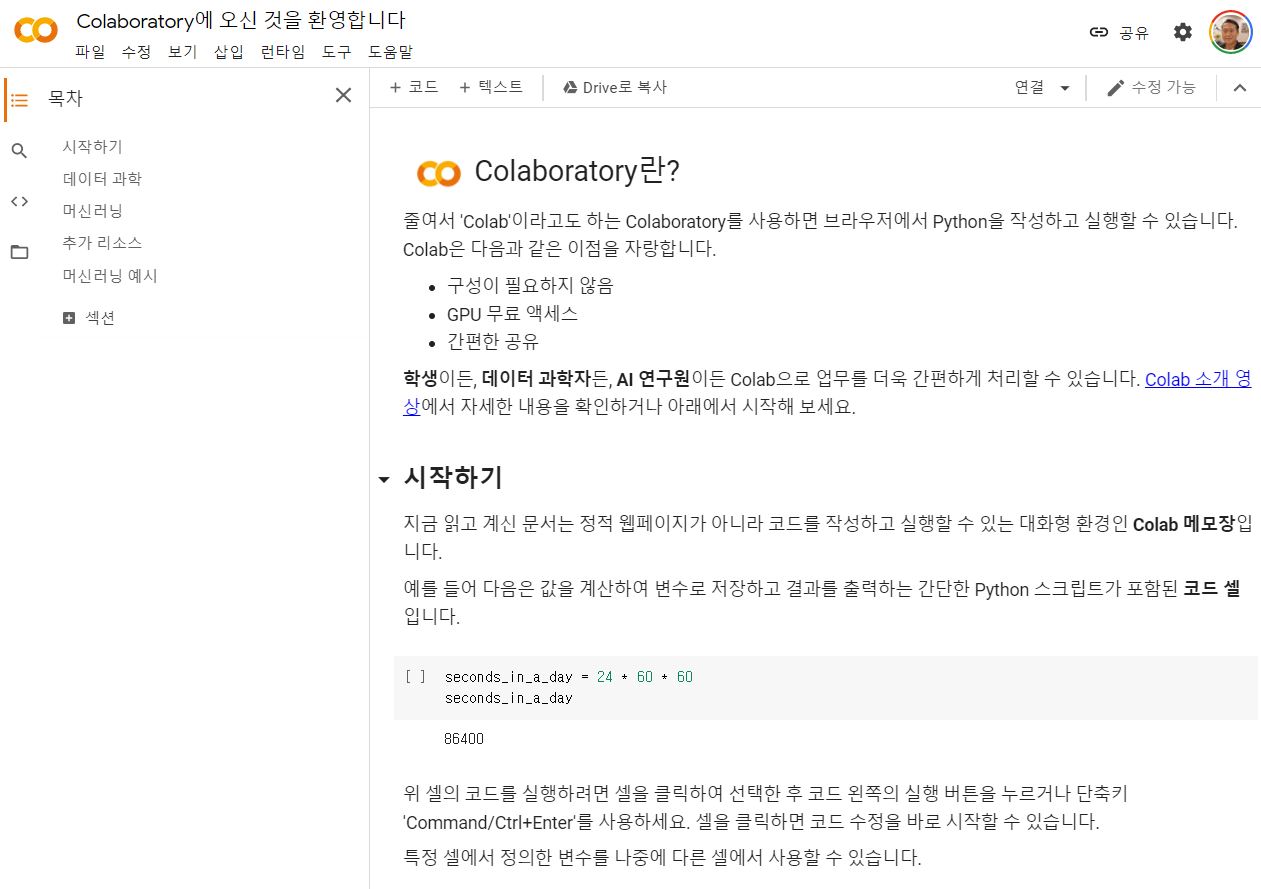 Colaboratory에 오신 것을 환영합니다
파일 수정 보기 삽입 런타임 도구 도움말
공유
목차
시작하기
데이터 과학
머신러닝
추가 리소스
머신러닝 예시
섹션
+ 코드 + 텍스트 Drive로 복사
연결 수정 가능
Colaboratory란?
줄여서 'Colab'이라고도 하는 Colaboratory를 사용하면 브라우저에서 Python을 작성하고 실행할 수 있습니다.
Colab은 다음과 같은 이점을 자랑합니다.
• 구성이 필요하지 않음
• GPU 무료 액세스
• 간편한 공유
학생이든, 데이터 과학자든, AI 연구원이든 Colab으로 업무를 더욱 간편하게 처리할 수 있습니다. Colab 소개 영
상에서 자세한 내용을 확인하거나 아래에서 시작해 보세요.
시작하기
지금 읽고 계신 문서는 정적 웹페이지가 아니라 코드를 작성하고 실행할 수 있는 대화형 환경인 Colab 메모장입
니다.
예를 들어 다음은 값을 계산하여 변수로 저장하고 결과를 출력하는 간단한 Python 스크립트가 포함된 코드 셀
입니다.
[ ] seconds_in_a_day = 24 * 60 * 60
seconds_in_a_day
86400
위 셀의 코드를 실행하려면 셀을 클릭하여 선택한 후 코드 왼쪽의 실행 버튼을 누르거나 단축키
'Command/Ctrl+Enter'를 사용하세요. 셀을 클릭하면 코드 수정을 바로 시작할 수 있습니다.
특정 셀에서 정의한 변수를 나중에 다른 셀에서 사용할 수 있습니다.